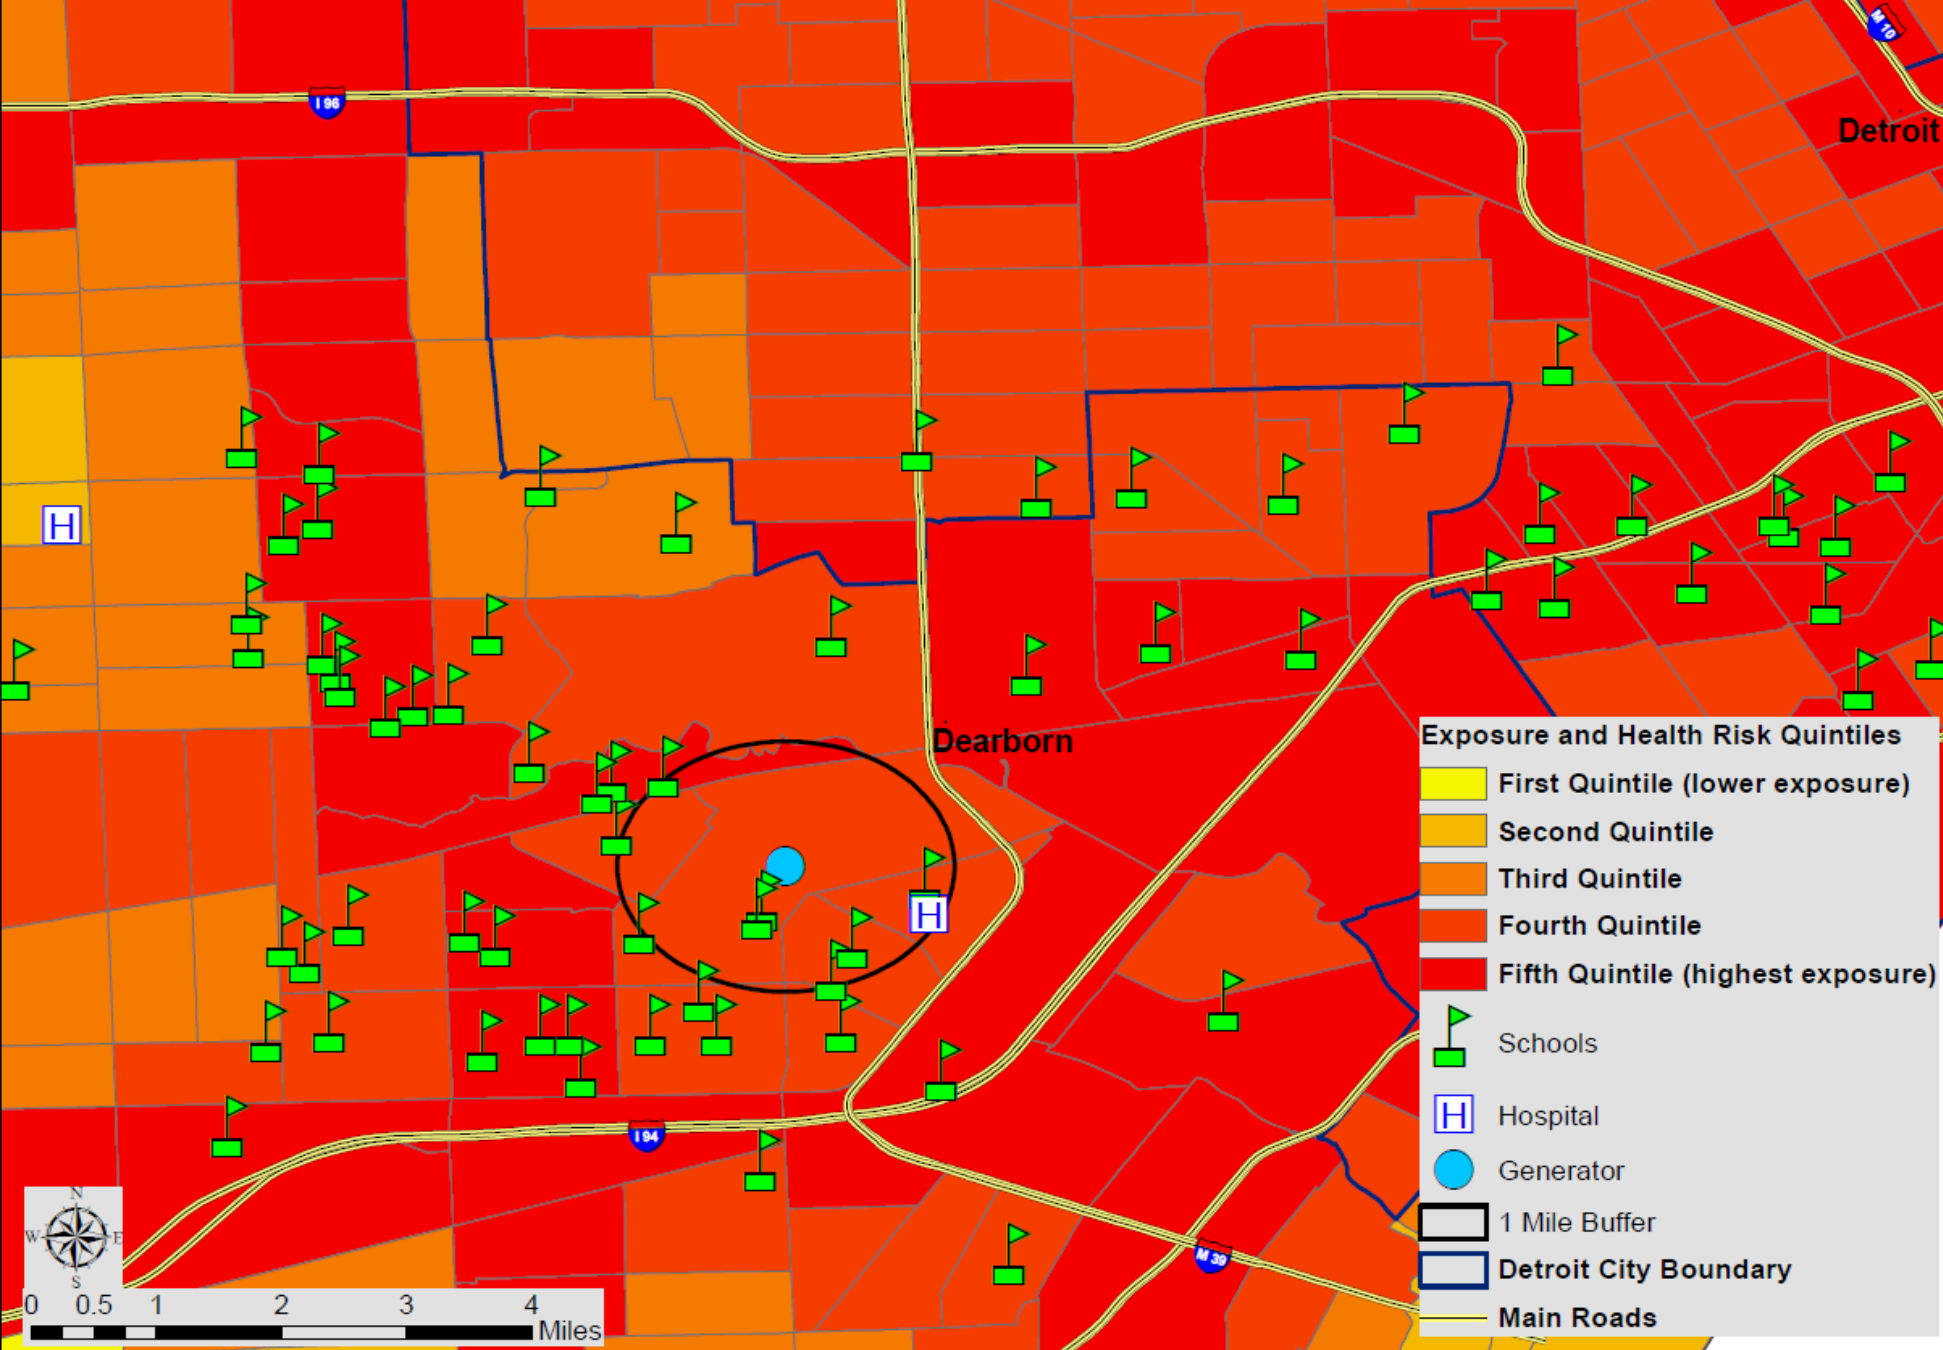 M 10
I 96
Detroit
H
Dearborn
H
Exposure and Health Risk Quintiles
First Quintile (lower exposure)
Second Quintile
Third Quintile
Fourth Quintile
Fifth Quintile (highest exposure)
Schools
H Hospital
Generator
1 Mile Buffer
Detroit City Boundary
Main Roads
I 94
M 39
N
W E
S
0 0.5 1 2 3 4
Miles